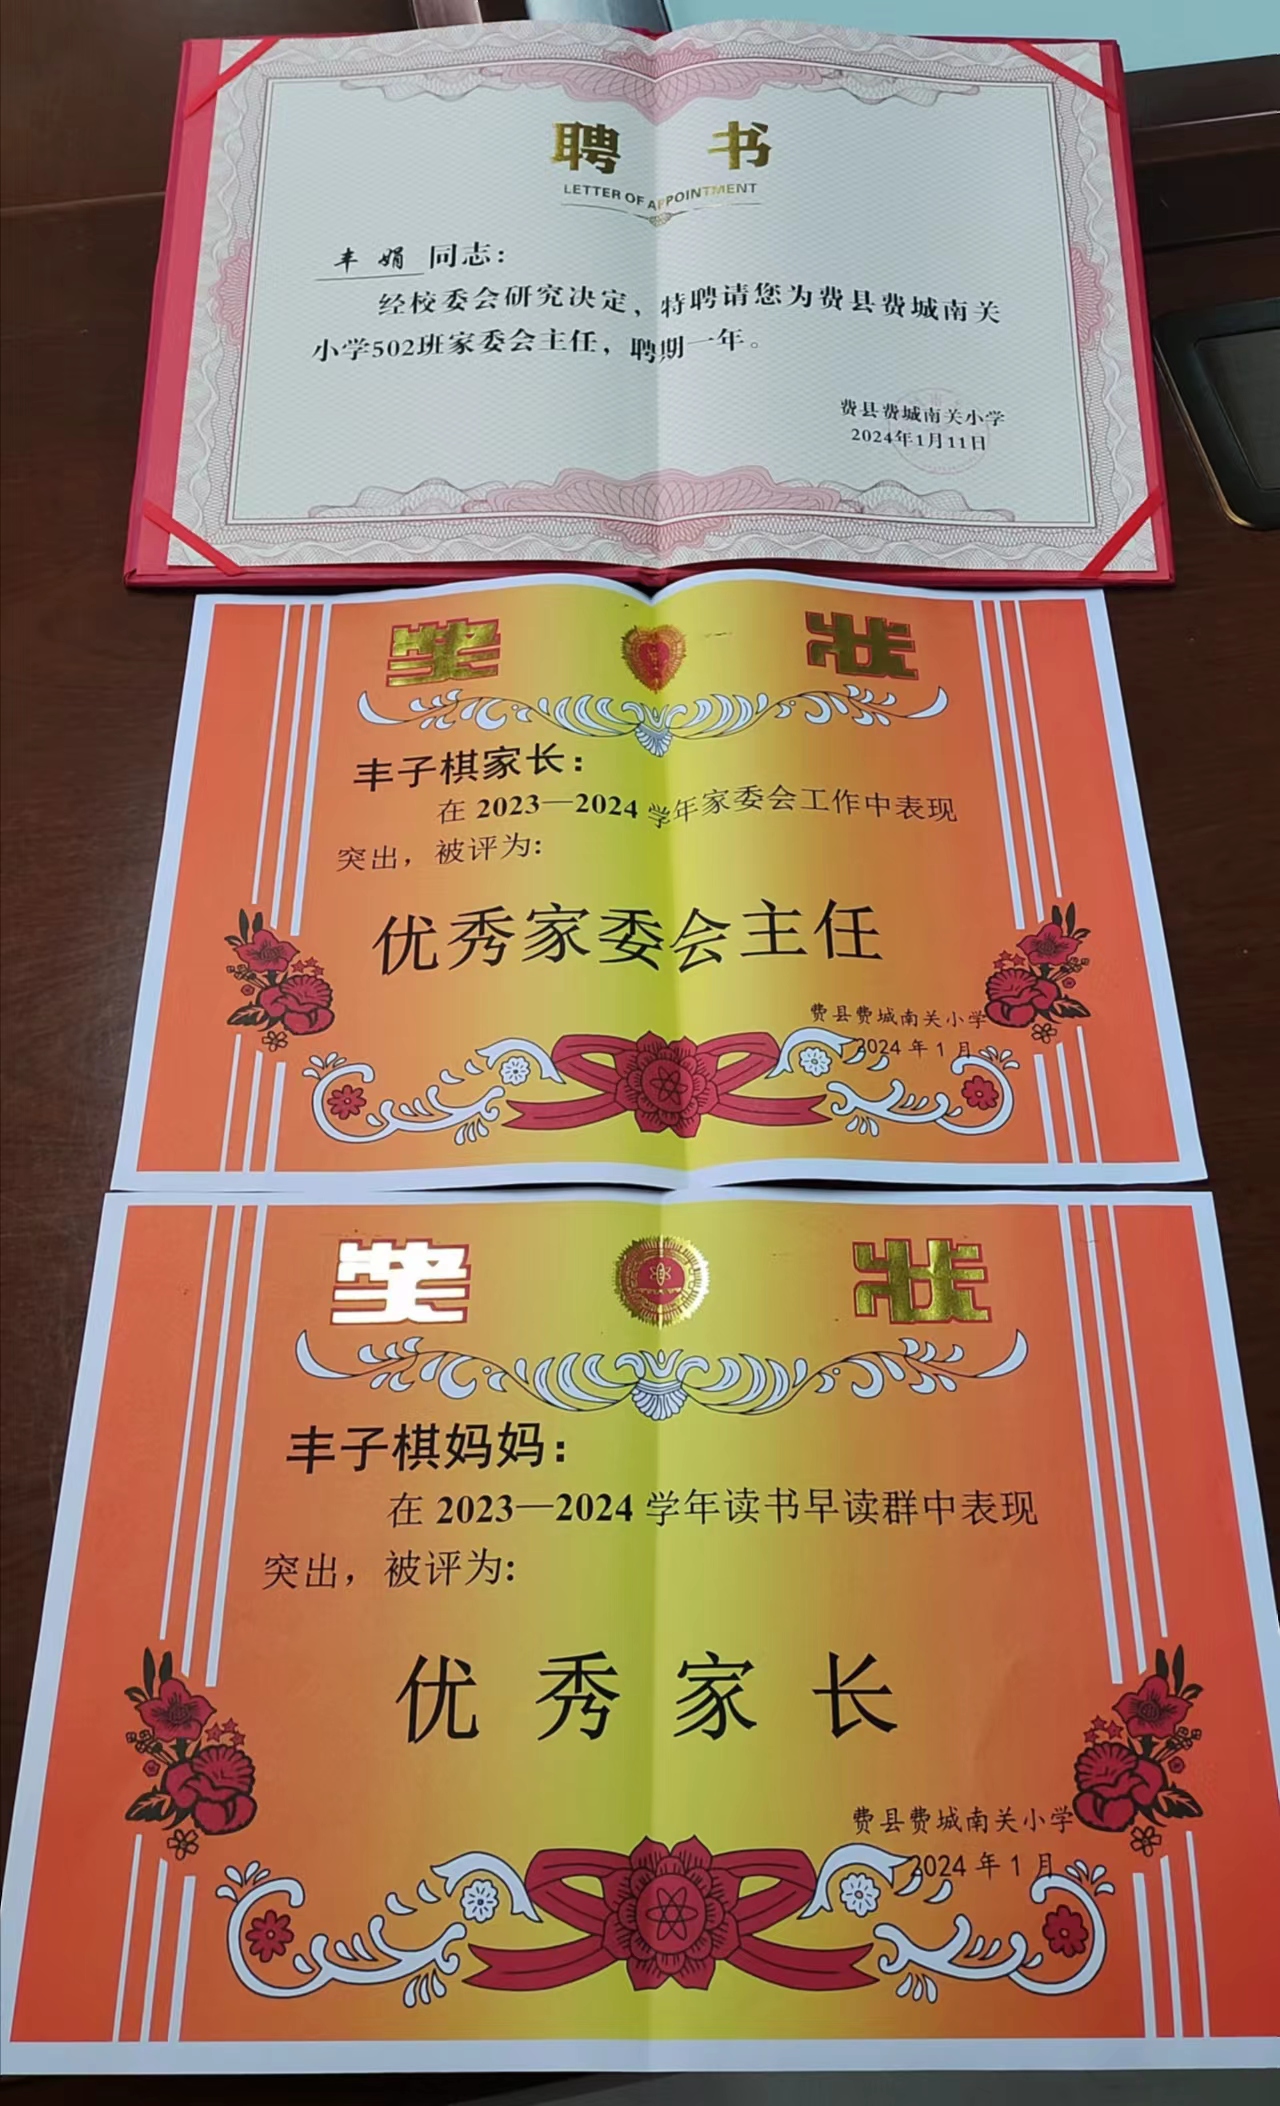 聘 书
LETTER OF APPOINTMENT
丰 娟 同志：
经校委会研究决定，特聘请您为费县费城南关
小学502班家委会主任，聘期一年。
费县费城南关小学
2024年1月11日
奖 状
丰子棋家长：
在 2023—2024 学年家委会工作中表现
突出，被评为:
优秀家委会主任
费县费城南关小学
2024 年 1 月
奖 状
丰子棋妈妈：
在 2023—2024 学年读书早读群中表现
突出，被评为:
优 秀 家 长
费县费城南关小学
2024 年 1 月